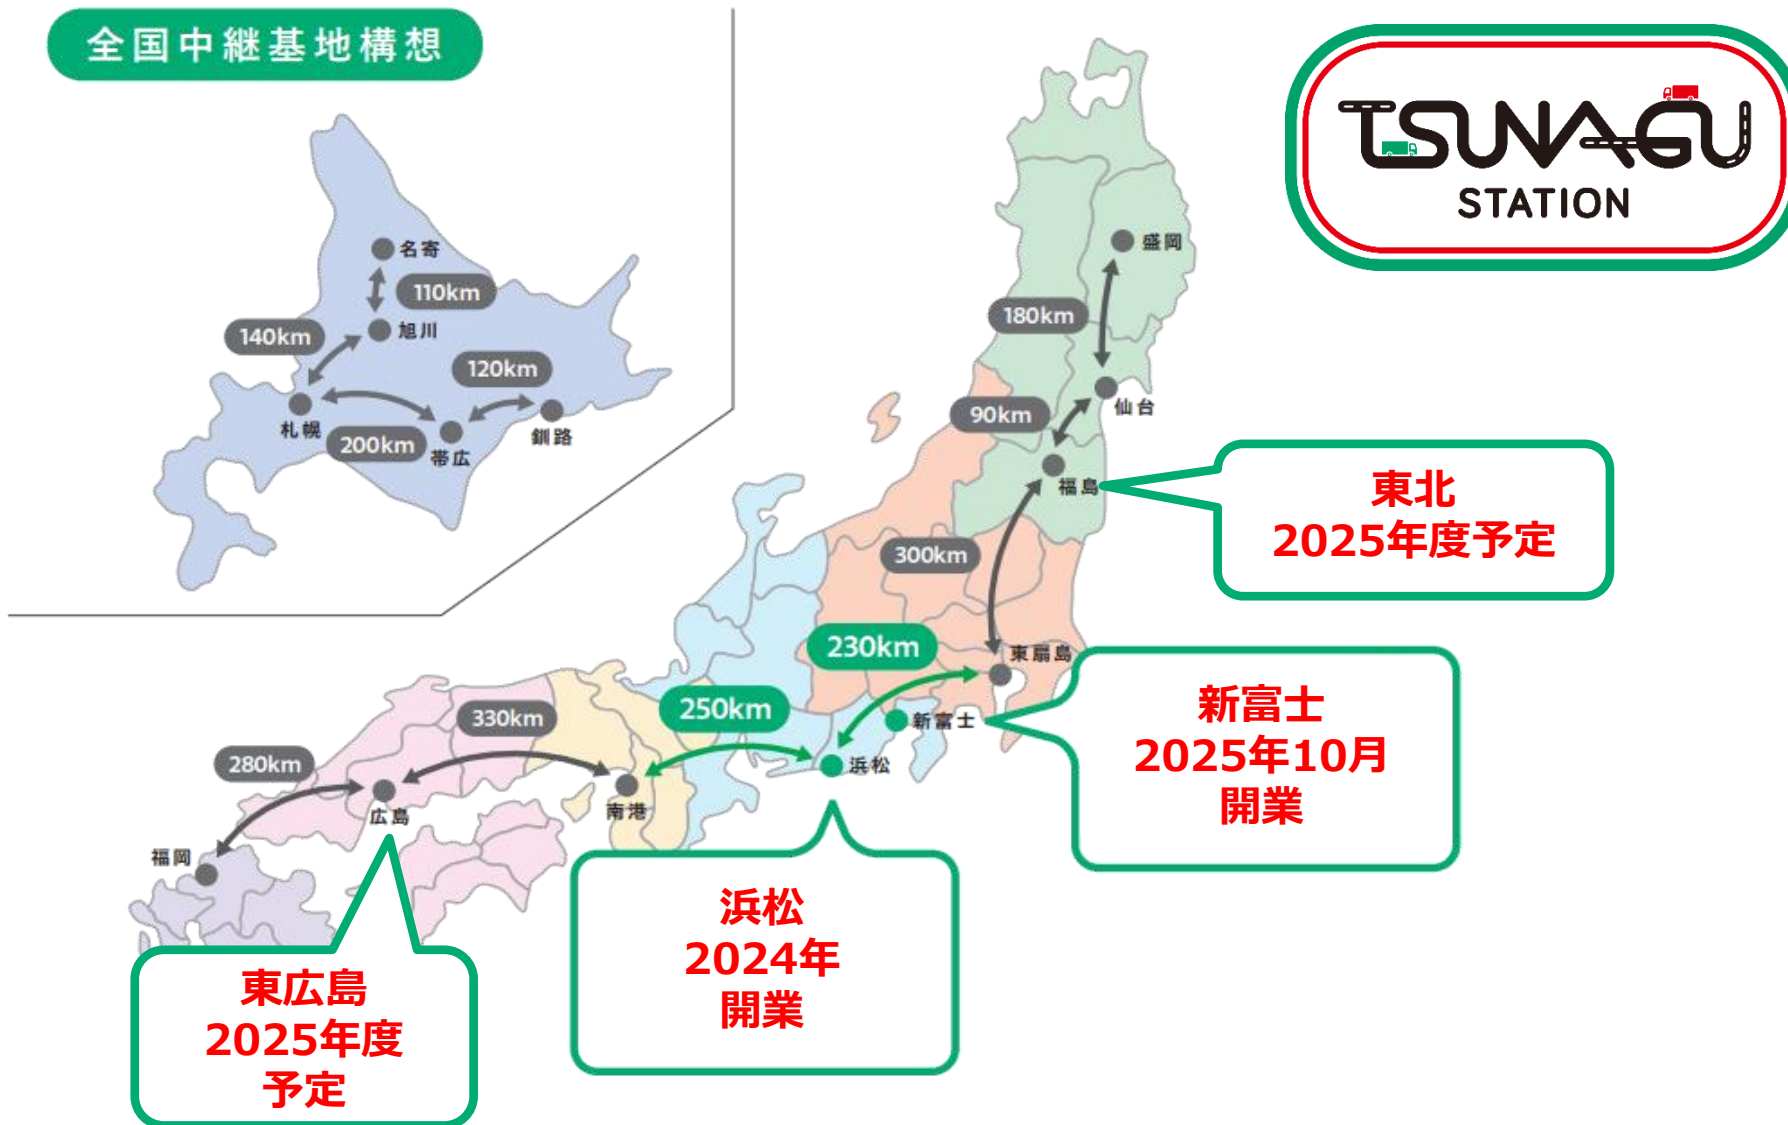 全国中継基地構想
TSUNAGU
STATION
名寄
110km
旭川
140km
120km
札幌
200km
帯広
釧路
盛岡
180km
仙台
90km
福島
東北
2025年度予定
300km
230km
東扇島
新富士
2025年10月
開業
250km
新富士
330km
浜松
280km
広島
南港
福岡
浜松
2024年
開業
東広島
2025年度
予定